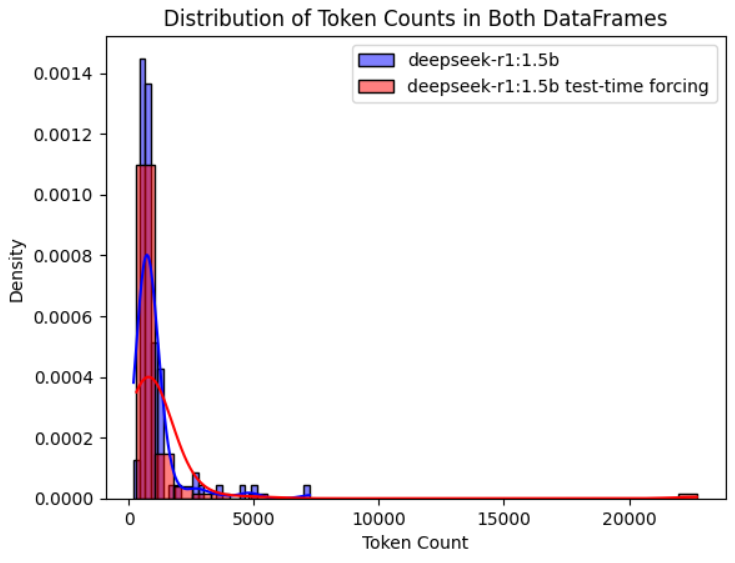 Distribution of Token Counts in Both DataFrames
deepseek-r1:1.5b
deepseek-r1:1.5b test-time forcing
0.0014
0.0012
0.0010
0.0008
0.0006
0.0004
0.0002
0.0000
Density
0 5000 10000 15000 20000
Token Count